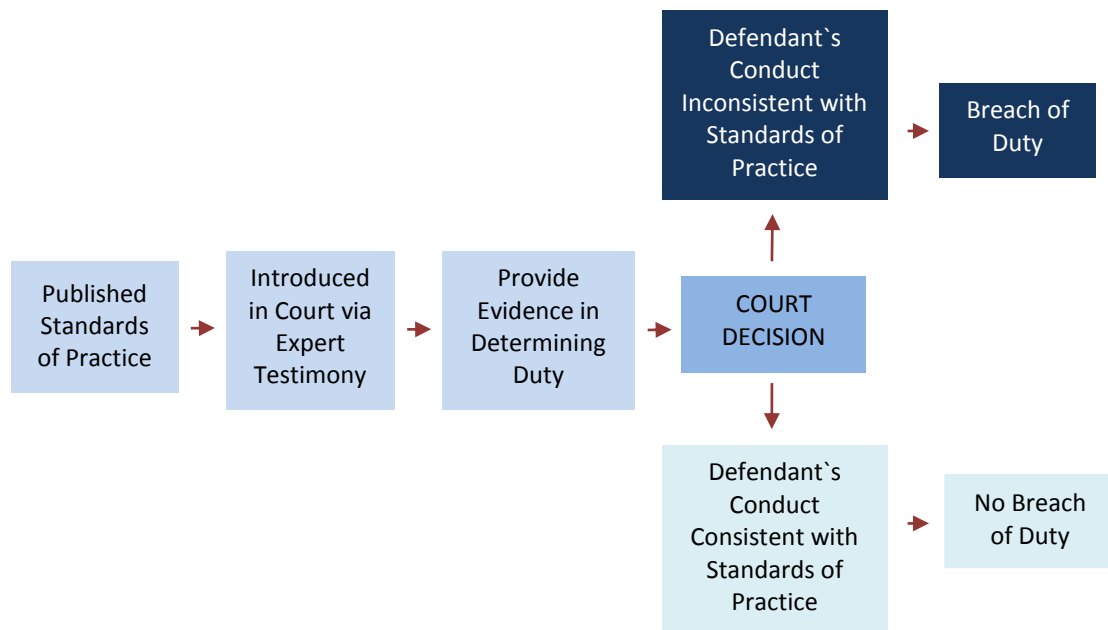 Published
Standards
of Practice
Introduced
in Court via
Expert
Testimony
Provide
Evidence in
Determining
Duty
COURT
DECISION
Defendant`s
Conduct
Inconsistent with
Standards of
Practice
Breach of
Duty
Defendant`s
Conduct
Consistent with
Standards of
Practice
No Breach
of Duty